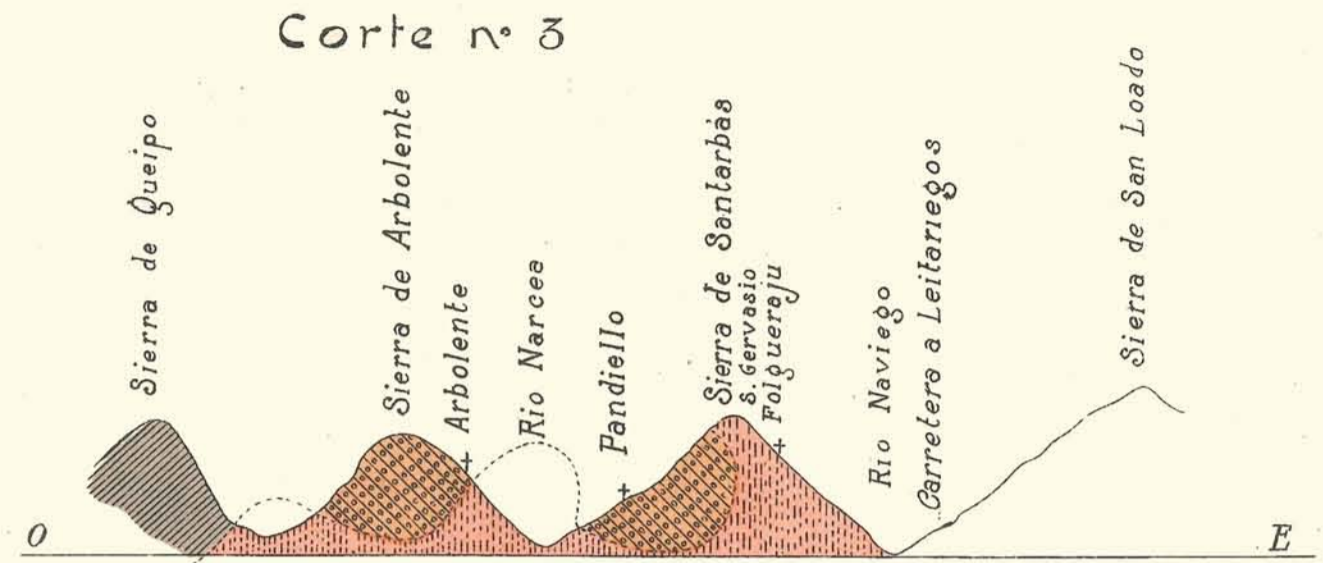 Corte nº 3
Sierra de Queipo
Sierra de Arbolente
Arbolente
Rio Narcea
Pandiello
Sierra de Santarbás
S. Gervasio
Folgueraju
Rio Naviego
Carretera a Leitariegos
Sierra de San Loado
O
E